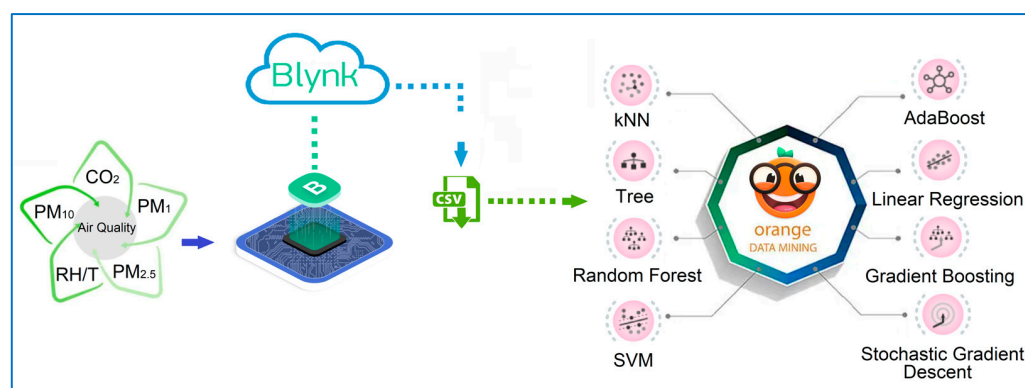 Blynk
CO2
PM10
PM1
Air Quality
RH/T
PM2.5
B
CSV
kNN
Tree
Random Forest
SVM
orange
DATA MINING
AdaBoost
Linear Regression
Gradient Boosting
Stochastic Gradient
Descent